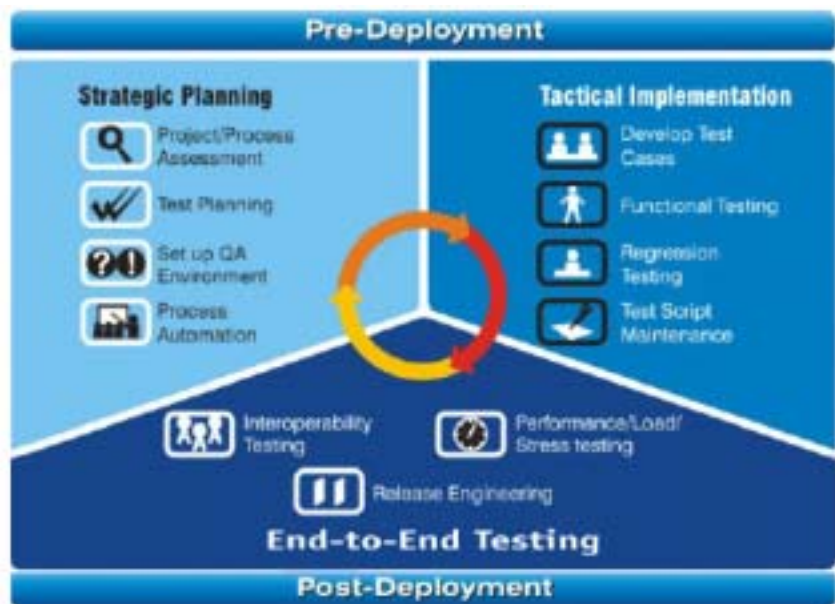 Pre-Deployment
Strategic Planning
Project/Process
Assessment
Test Planning
Set up QA
Environment
Process
Automation
Tactical Implementation
Develop Test
Cases
Functional Testing
Regression
Testing
Test Script
Maintenance
Interoperability
Testing
Performance/Load/
Stress testing
Release Engineering
End-to-End Testing
Post-Deployment